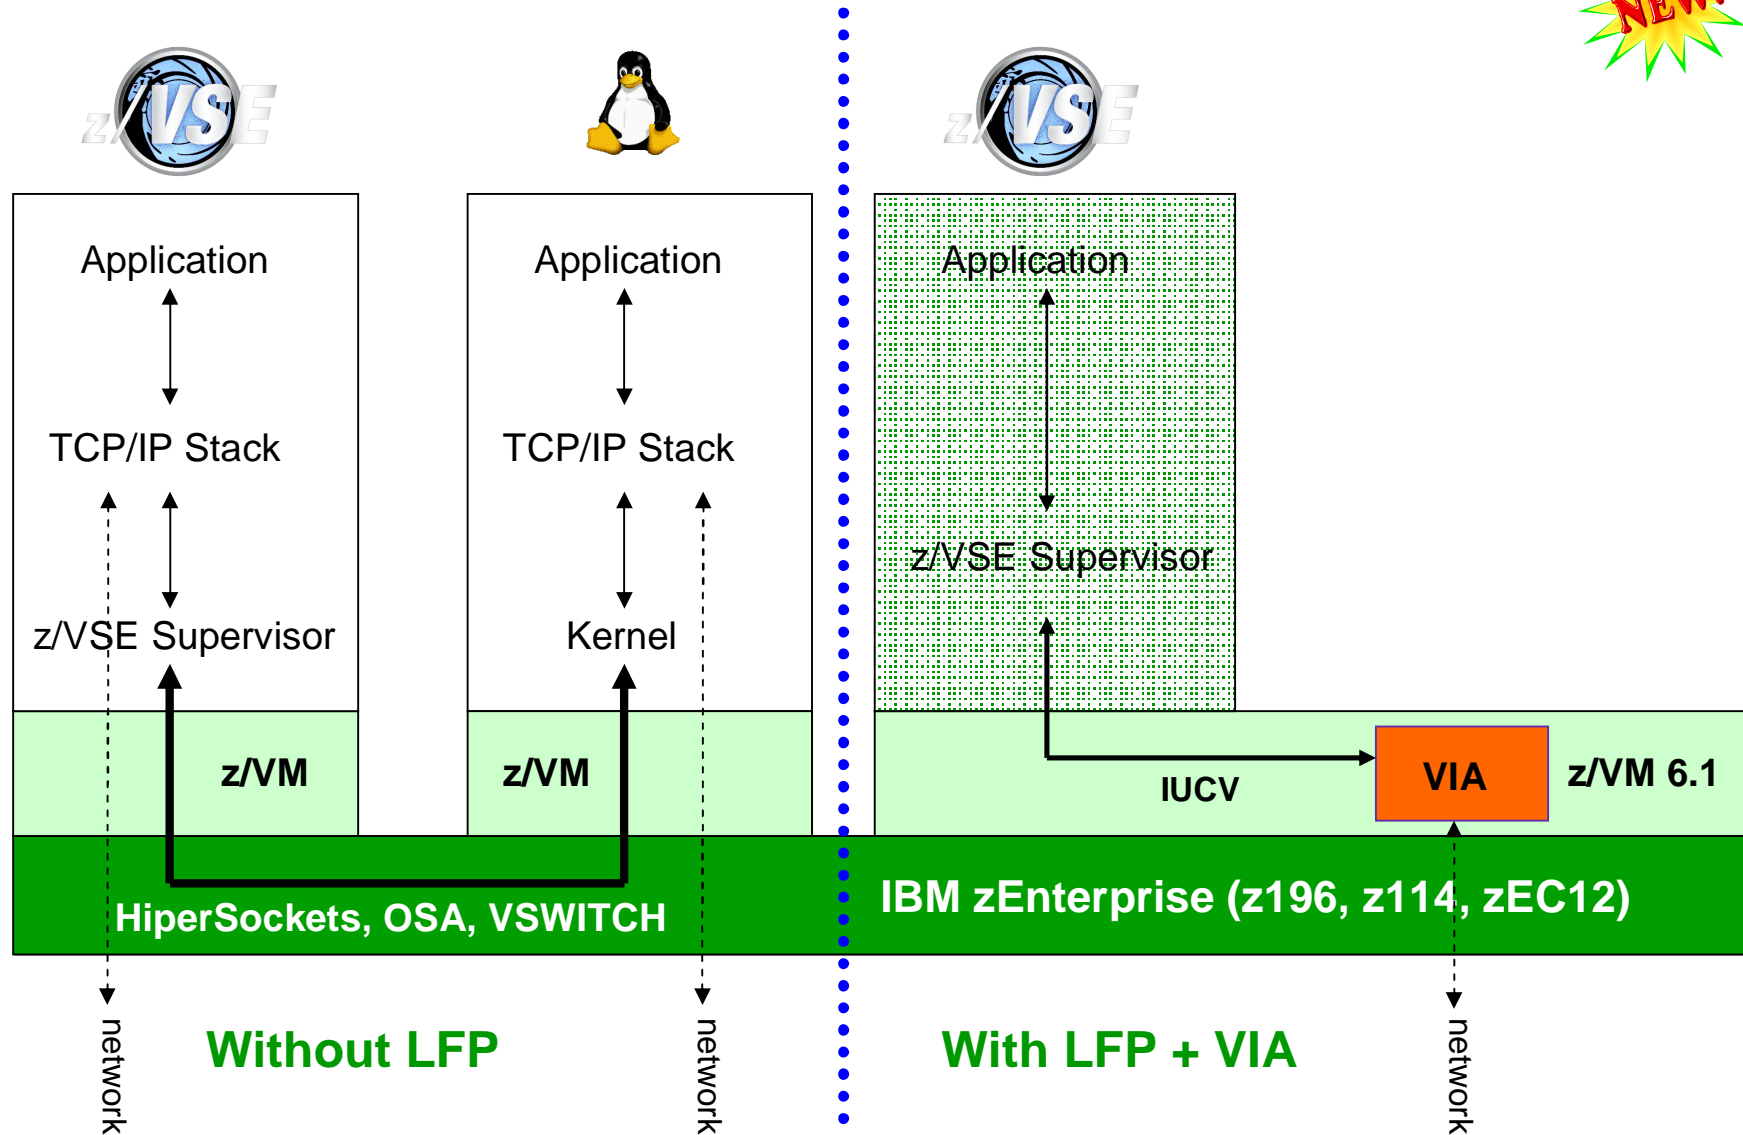 NEW!
z/VSE
z/VSE
Application
Application
Application
TCP/IP Stack
TCP/IP Stack
z/VSE Supervisor
z/VSE Supervisor
Kernel
z/VM
z/VM
IUCV
VIA
z/VM 6.1
HiperSockets, OSA, VSWITCH
IBM zEnterprise (z196, z114, zEC12)
network
Without LFP
network
With LFP + VIA
network